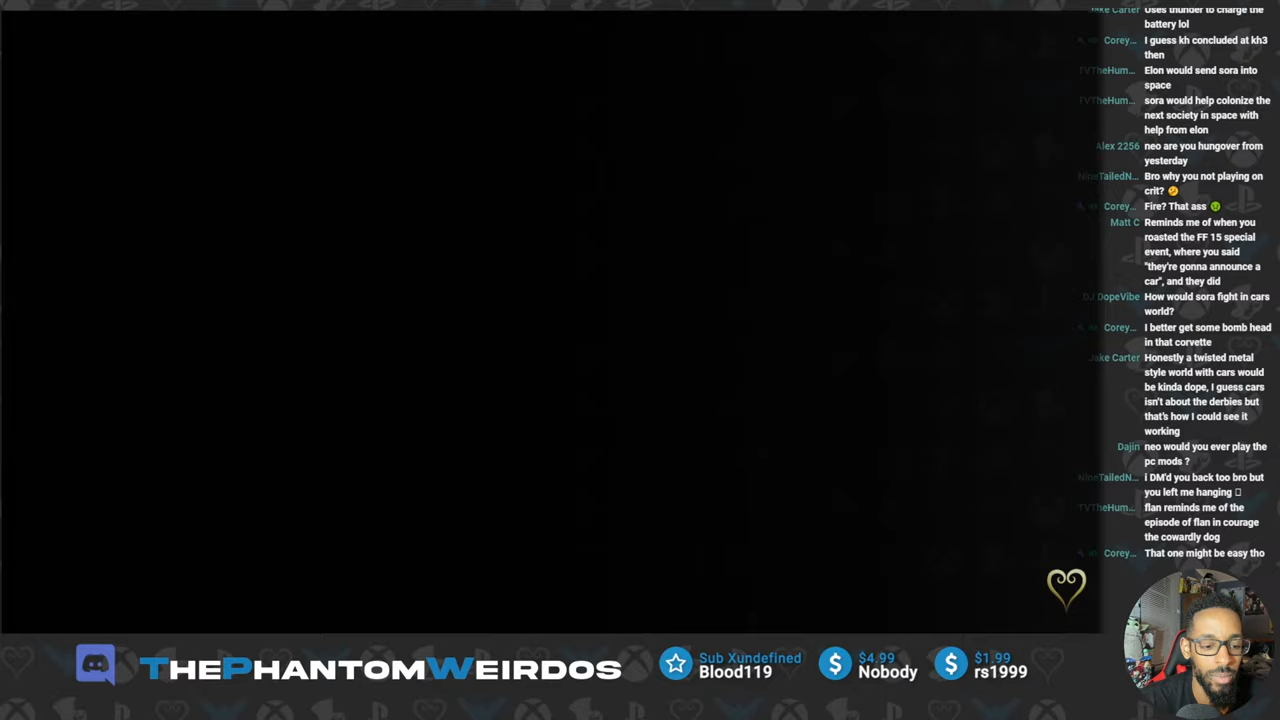 Jake Carter Uses thunder to charge the
battery lol
Corey... I guess kh concluded at kh3
then
TVTheHum... Elon would send sora into
space
TVTheHum... sora would help colonize the
next society in space with
help from elon
Alex 2256 neo are you hungover from
yesterday
NineTailedN... Bro why you not playing on
crit? 🤔
Corey... Fire? That ass 🤢
Matt C Reminds me of when you
roasted the FF 15 special
event, where you said
"they're gonna announce a
car", and they did
DJ DopeVibe How would sora fight in cars
world?
Corey... I better get some bomb head
in that corvette
Jake Carter Honestly a twisted metal
style world with cars would
be kinda dope, I guess cars
isn't about the derbies but
that's how I could see it
working
Dajin neo would you ever play the
pc mods ?
NineTailedN... i DM'd you back too bro but
you left me hanging
TVTheHum... flan reminds me of the
episode of flan in courage
the cowardly dog
Corey... That one might be easy tho
THEPHANTOMWEIRDOS
Sub Xundefined
Blood119
$4.99
Nobody
$1.99
rs1999